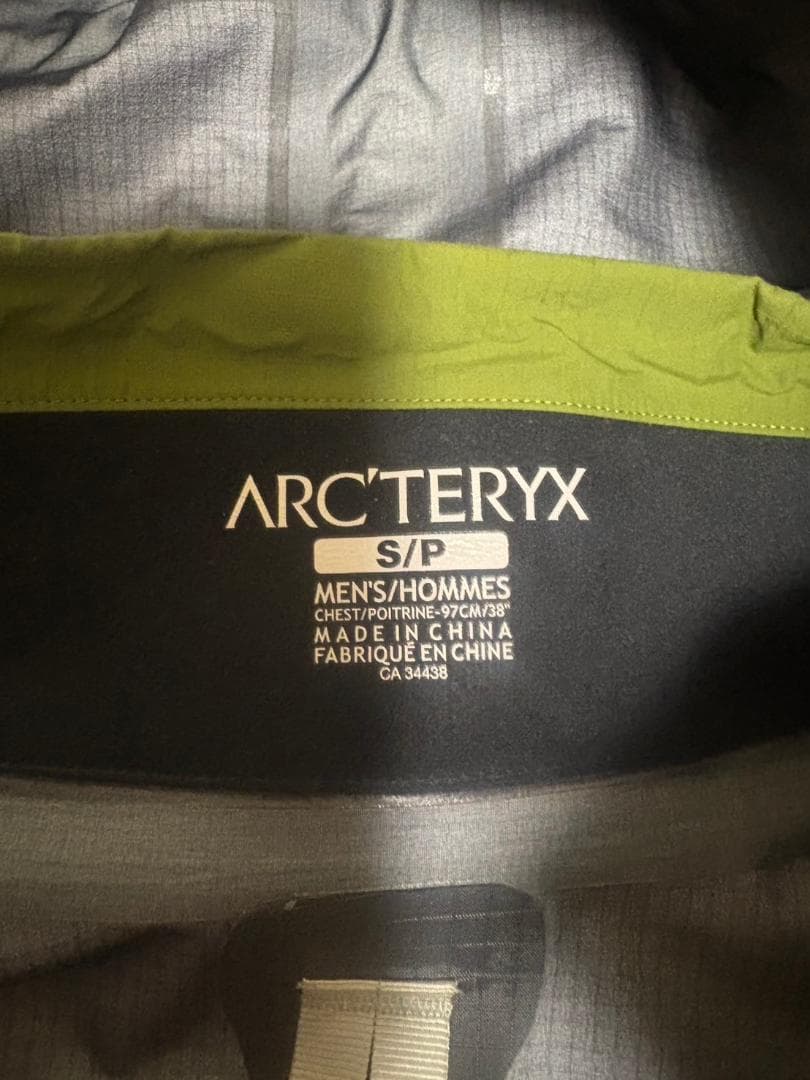 ARC'TERYX
S/P
MEN'S/HOMMES
CHEST/POITRINE-97CM/38"
MADE IN CHINA
FABRIQUÉ EN CHINE
CA 34438